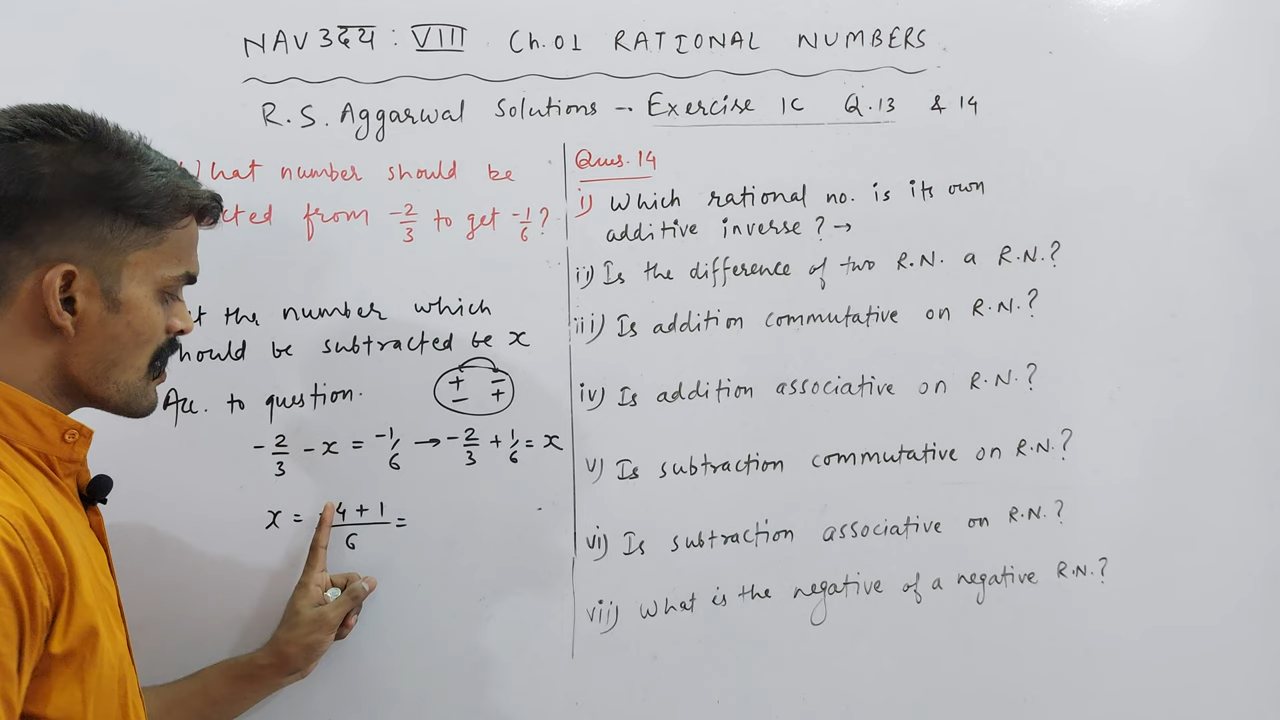 NAV उदय : VIII Ch.01 RATIONAL NUMBERS
R.S. Aggarwal Solutions → Exercise 1C Q.13 & 14
hat number should be
cted from -2/3 to get -1/6?
the number which
hould be subtracted be x
Acc. to question.
+ -
- +
-2/3 - x = -1/6 → -2/3 + 1/6 = x
x = -4+1/6 =
Ques.14
i) Which rational no. is its own
additive inverse? →
ii) Is the difference of two R.N. a R.N.?
iii) Is addition commutative on R.N.?
iv) Is addition associative on R.N.?
v) Is subtraction commutative on R.N.?
vi) Is subtraction associative on R.N.?
vii) What is the negative of a negative R.N.?